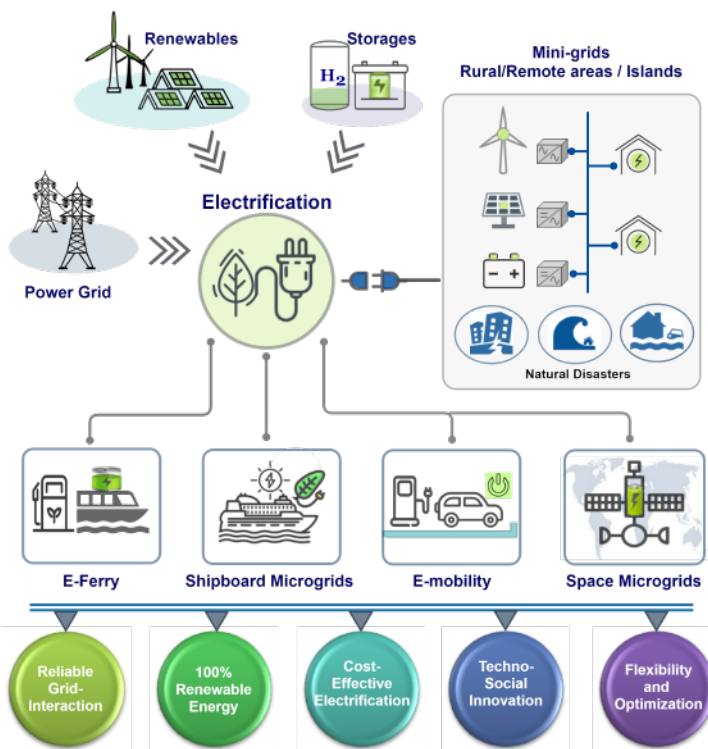 Renewables
Storages
H2
Mini-grids
Rural/Remote areas / Islands
Electrification
Power Grid
Natural Disasters
E-Ferry
Shipboard Microgrids
E-mobility
Space Microgrids
Reliable
Grid-
Interaction
100%
Renewable
Energy
Cost-
Effective
Electrification
Techno-
Social
Innovation
Flexibility
and
Optimization